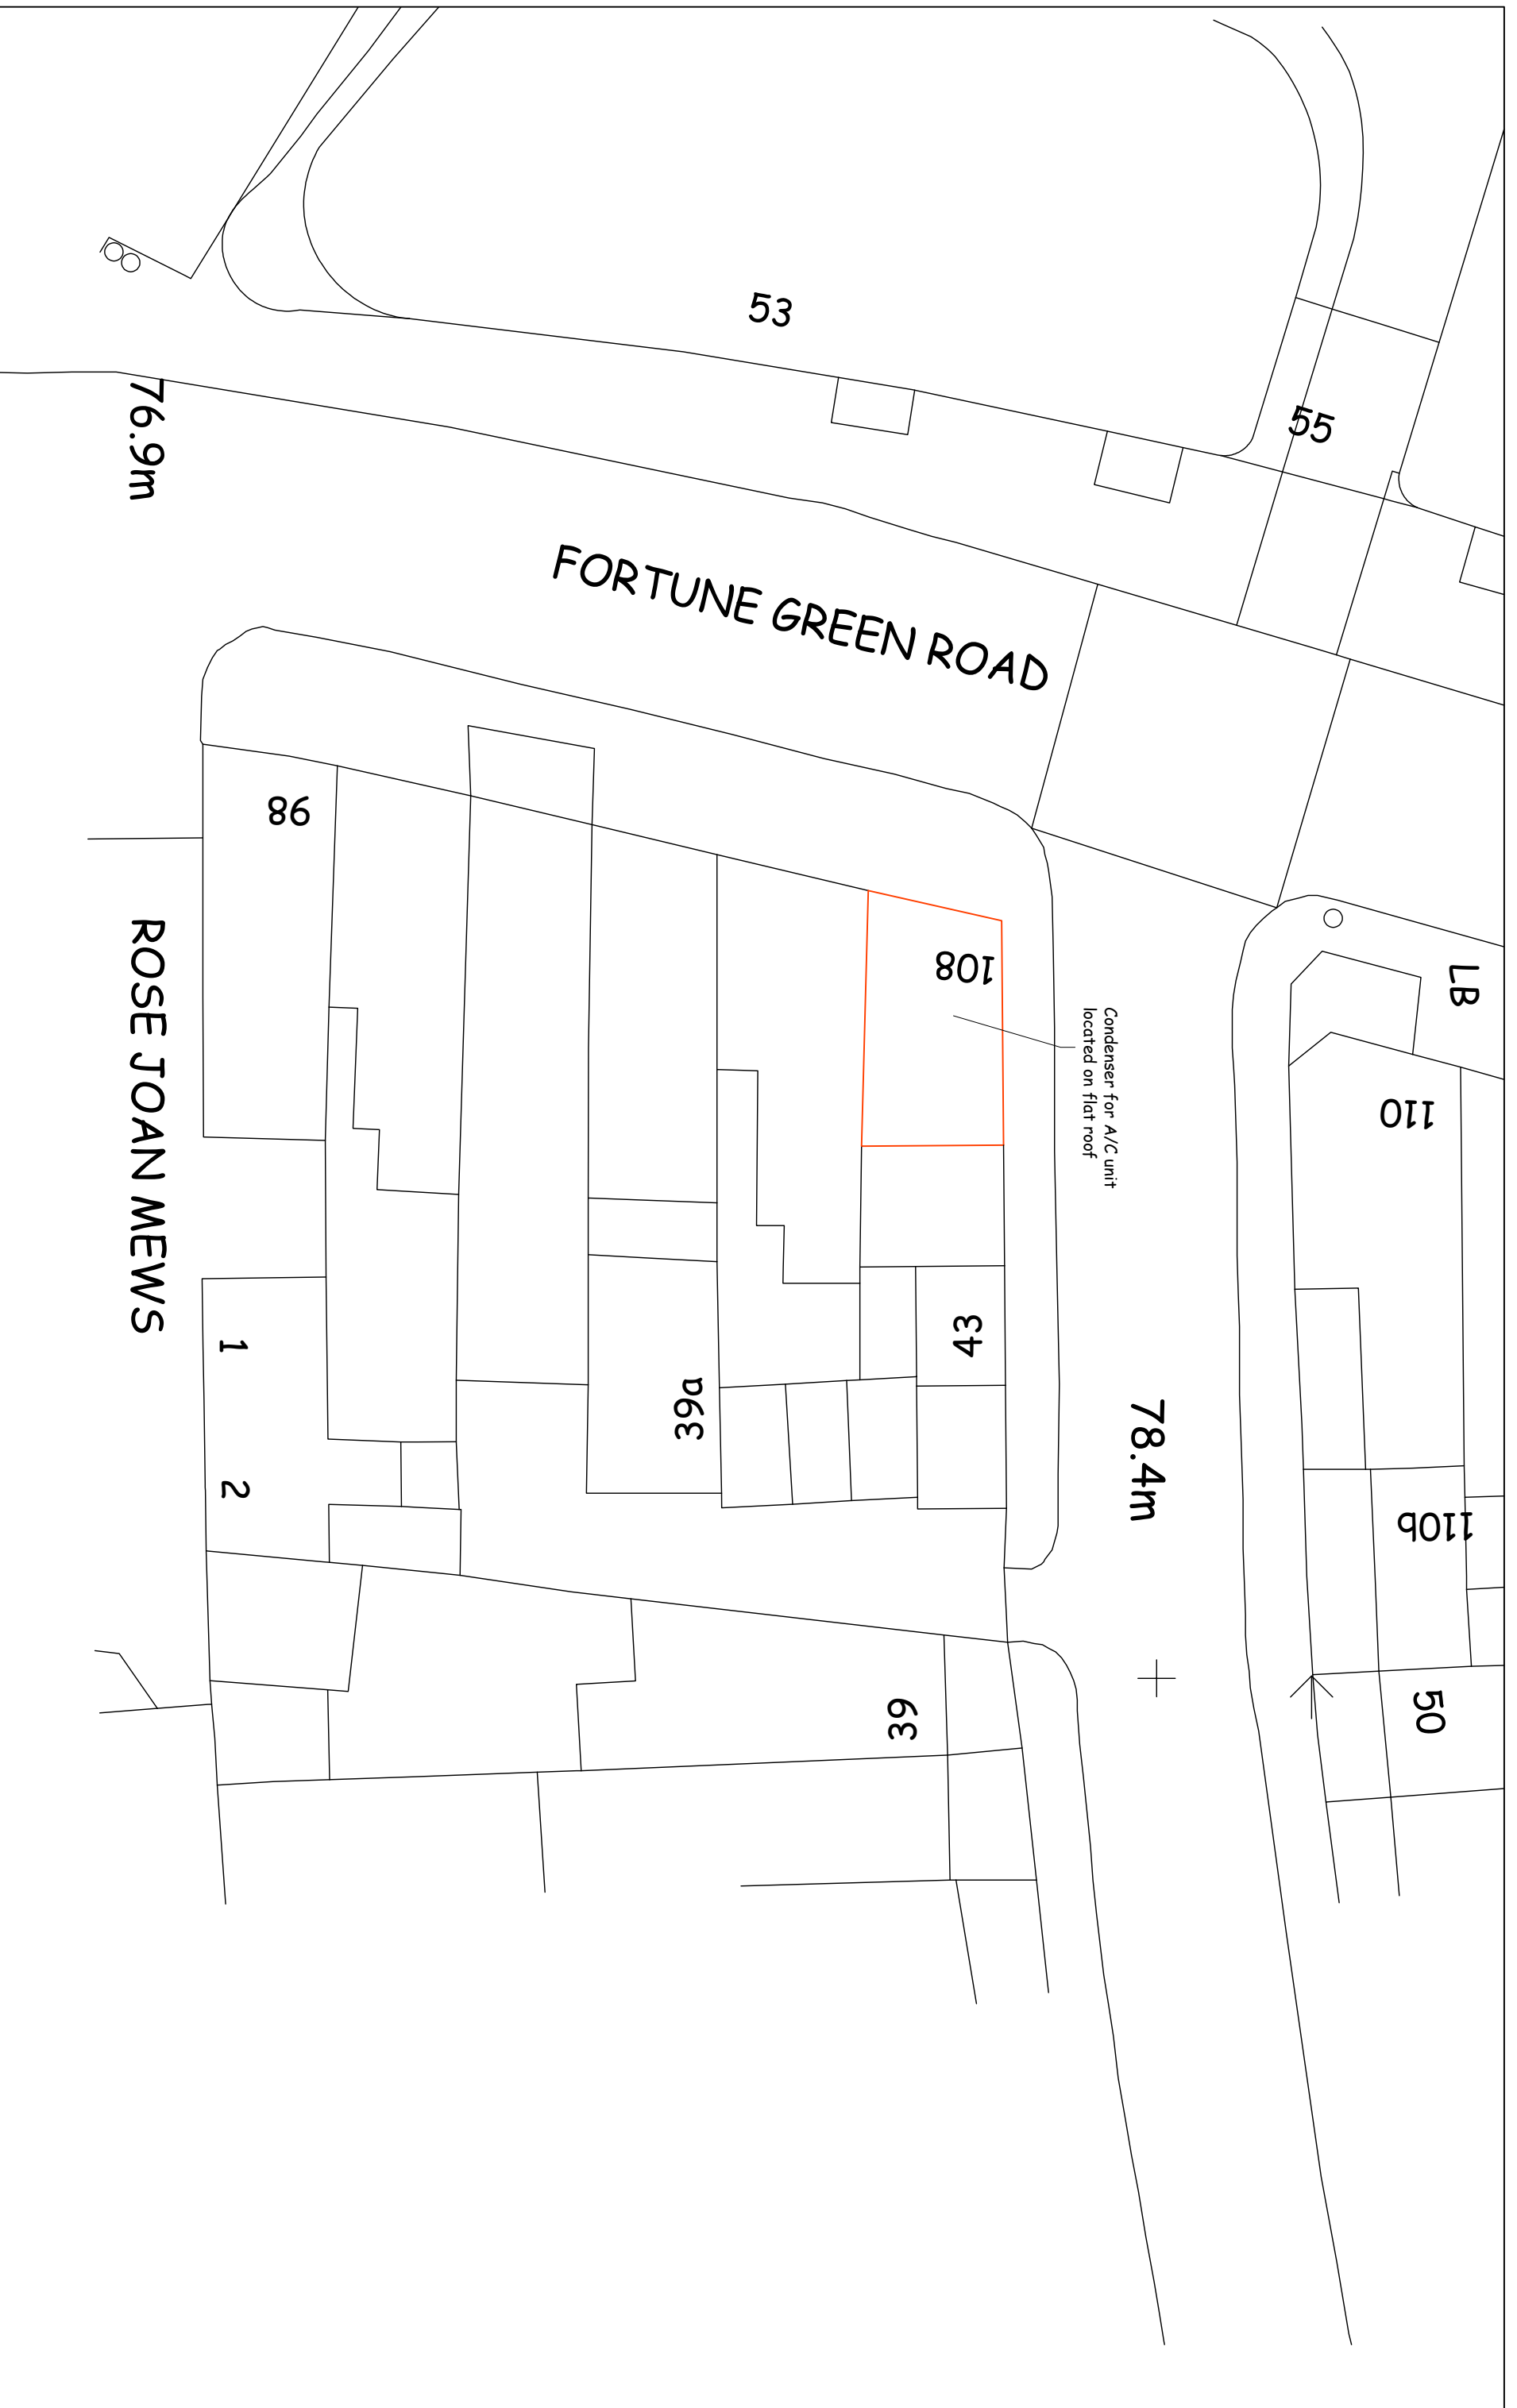 53
55
76.9m
FORTUNE GREEN ROAD
98
108
LB
Condenser for A/C unit
located on flat roof
110
ROSE JOAN MEWS
1
43
39a
78.4m
2
110b
39
50